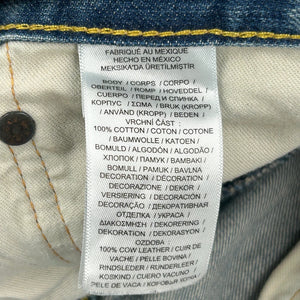 FABRIQUÉ AU MEXIQUE
HECHO EN MÉXICO
MEKSIKA'DA ÜRETİLMİŞTİR
BODY / CORPS / CORPO /
OBERTEIL / ROMP / HOVEDDEL /
CUERPO / ПЕРЕД И СПИНКА /
КОРПУС / ΣΩΜΑ / BRUK (KROPP) /
ANVÄND (KROPP) / BEDEN /
VRCHNÍ ČÁST :
100% COTTON / COTON / COTONE
/ BAUMWOLLE / KATOEN /
BOMULD / ALGODÓN / ALGODÃO /
ХЛОПОК / ПАМУК / ΒΑΜΒΑΚΙ /
BOMULL / PAMUK / BAVLNA
DECORATION / DÉCORATION /
DECORAZIONE / DEKOR /
VERSIERING / DEKORATION /
DECORACIÓN / ДЕКОРАТИВНАЯ
ОТДЕЛКА / УКРАСА /
ΔΙΑΚΟΣΜΗΣΗ / DEKORERING /
DEKORATION / DEKORASYON /
OZDOBA
100% COW LEATHER / CUIR DE
VACHE / PELLE BOVINA /
RINDSLEDER / RUNDERLEER /
KOSKIND / CUERO VACUNO /